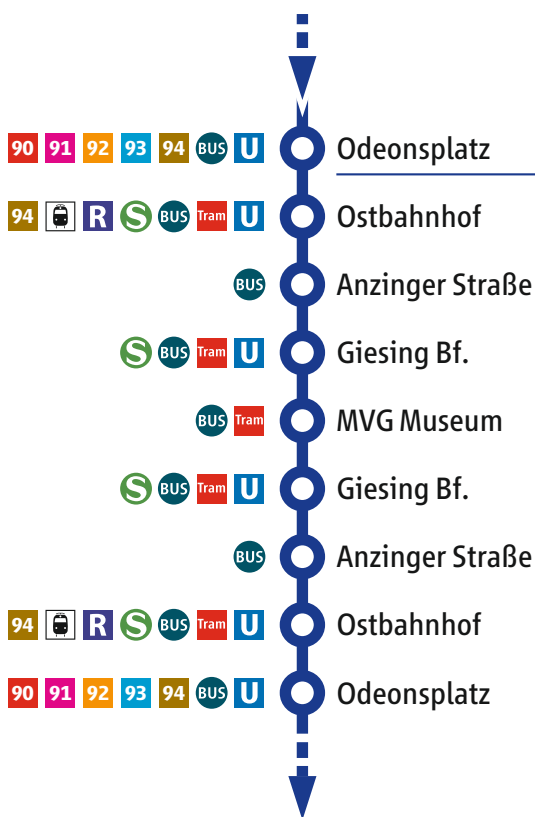 90 91 92 93 94 BUS U Odeonsplatz
94 R S BUS Tram U Ostbahnhof
BUS Anzinger Straße
S BUS Tram U Giesing Bf.
BUS Tram MVG Museum
S BUS Tram U Giesing Bf.
BUS Anzinger Straße
94 R S BUS Tram U Ostbahnhof
90 91 92 93 94 BUS U Odeonsplatz